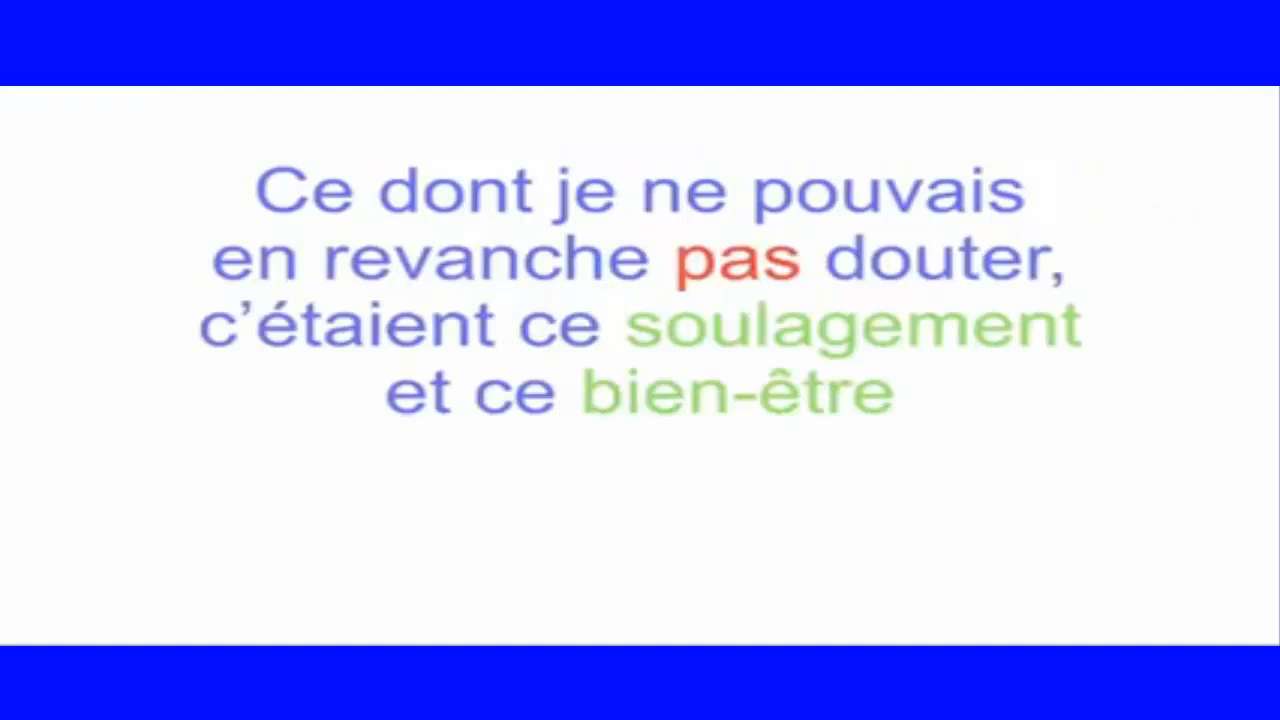 Ce dont je ne pouvais
en revanche pas douter,
c’étaient ce soulagement
et ce bien-être